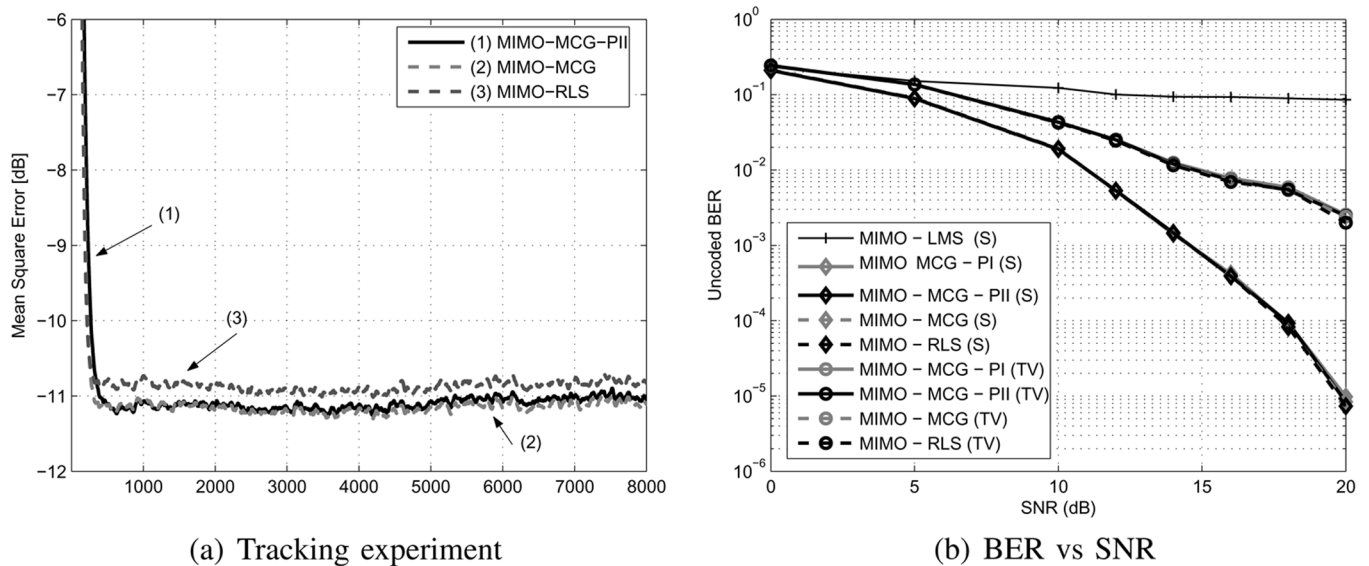 −6
−7
−8
−9
−10
−11
−12
Mean Square Error [dB]
(1) MIMO−MCG−PII
(2) MIMO−MCG
(3) MIMO−RLS
(1)
(3)
(2)
1000 2000 3000 4000 5000 6000 7000 8000
(a) Tracking experiment
10^0
10^−1
10^−2
10^−3
10^−4
10^−5
10^−6
Uncoded BER
MIMO − LMS (S)
MIMO MCG − PI (S)
MIMO − MCG − PII (S)
MIMO − MCG (S)
MIMO − RLS (S)
MIMO − MCG − PI (TV)
MIMO − MCG − PII (TV)
MIMO − MCG (TV)
MIMO − RLS (TV)
0 5 10 15 20
SNR (dB)
(b) BER vs SNR